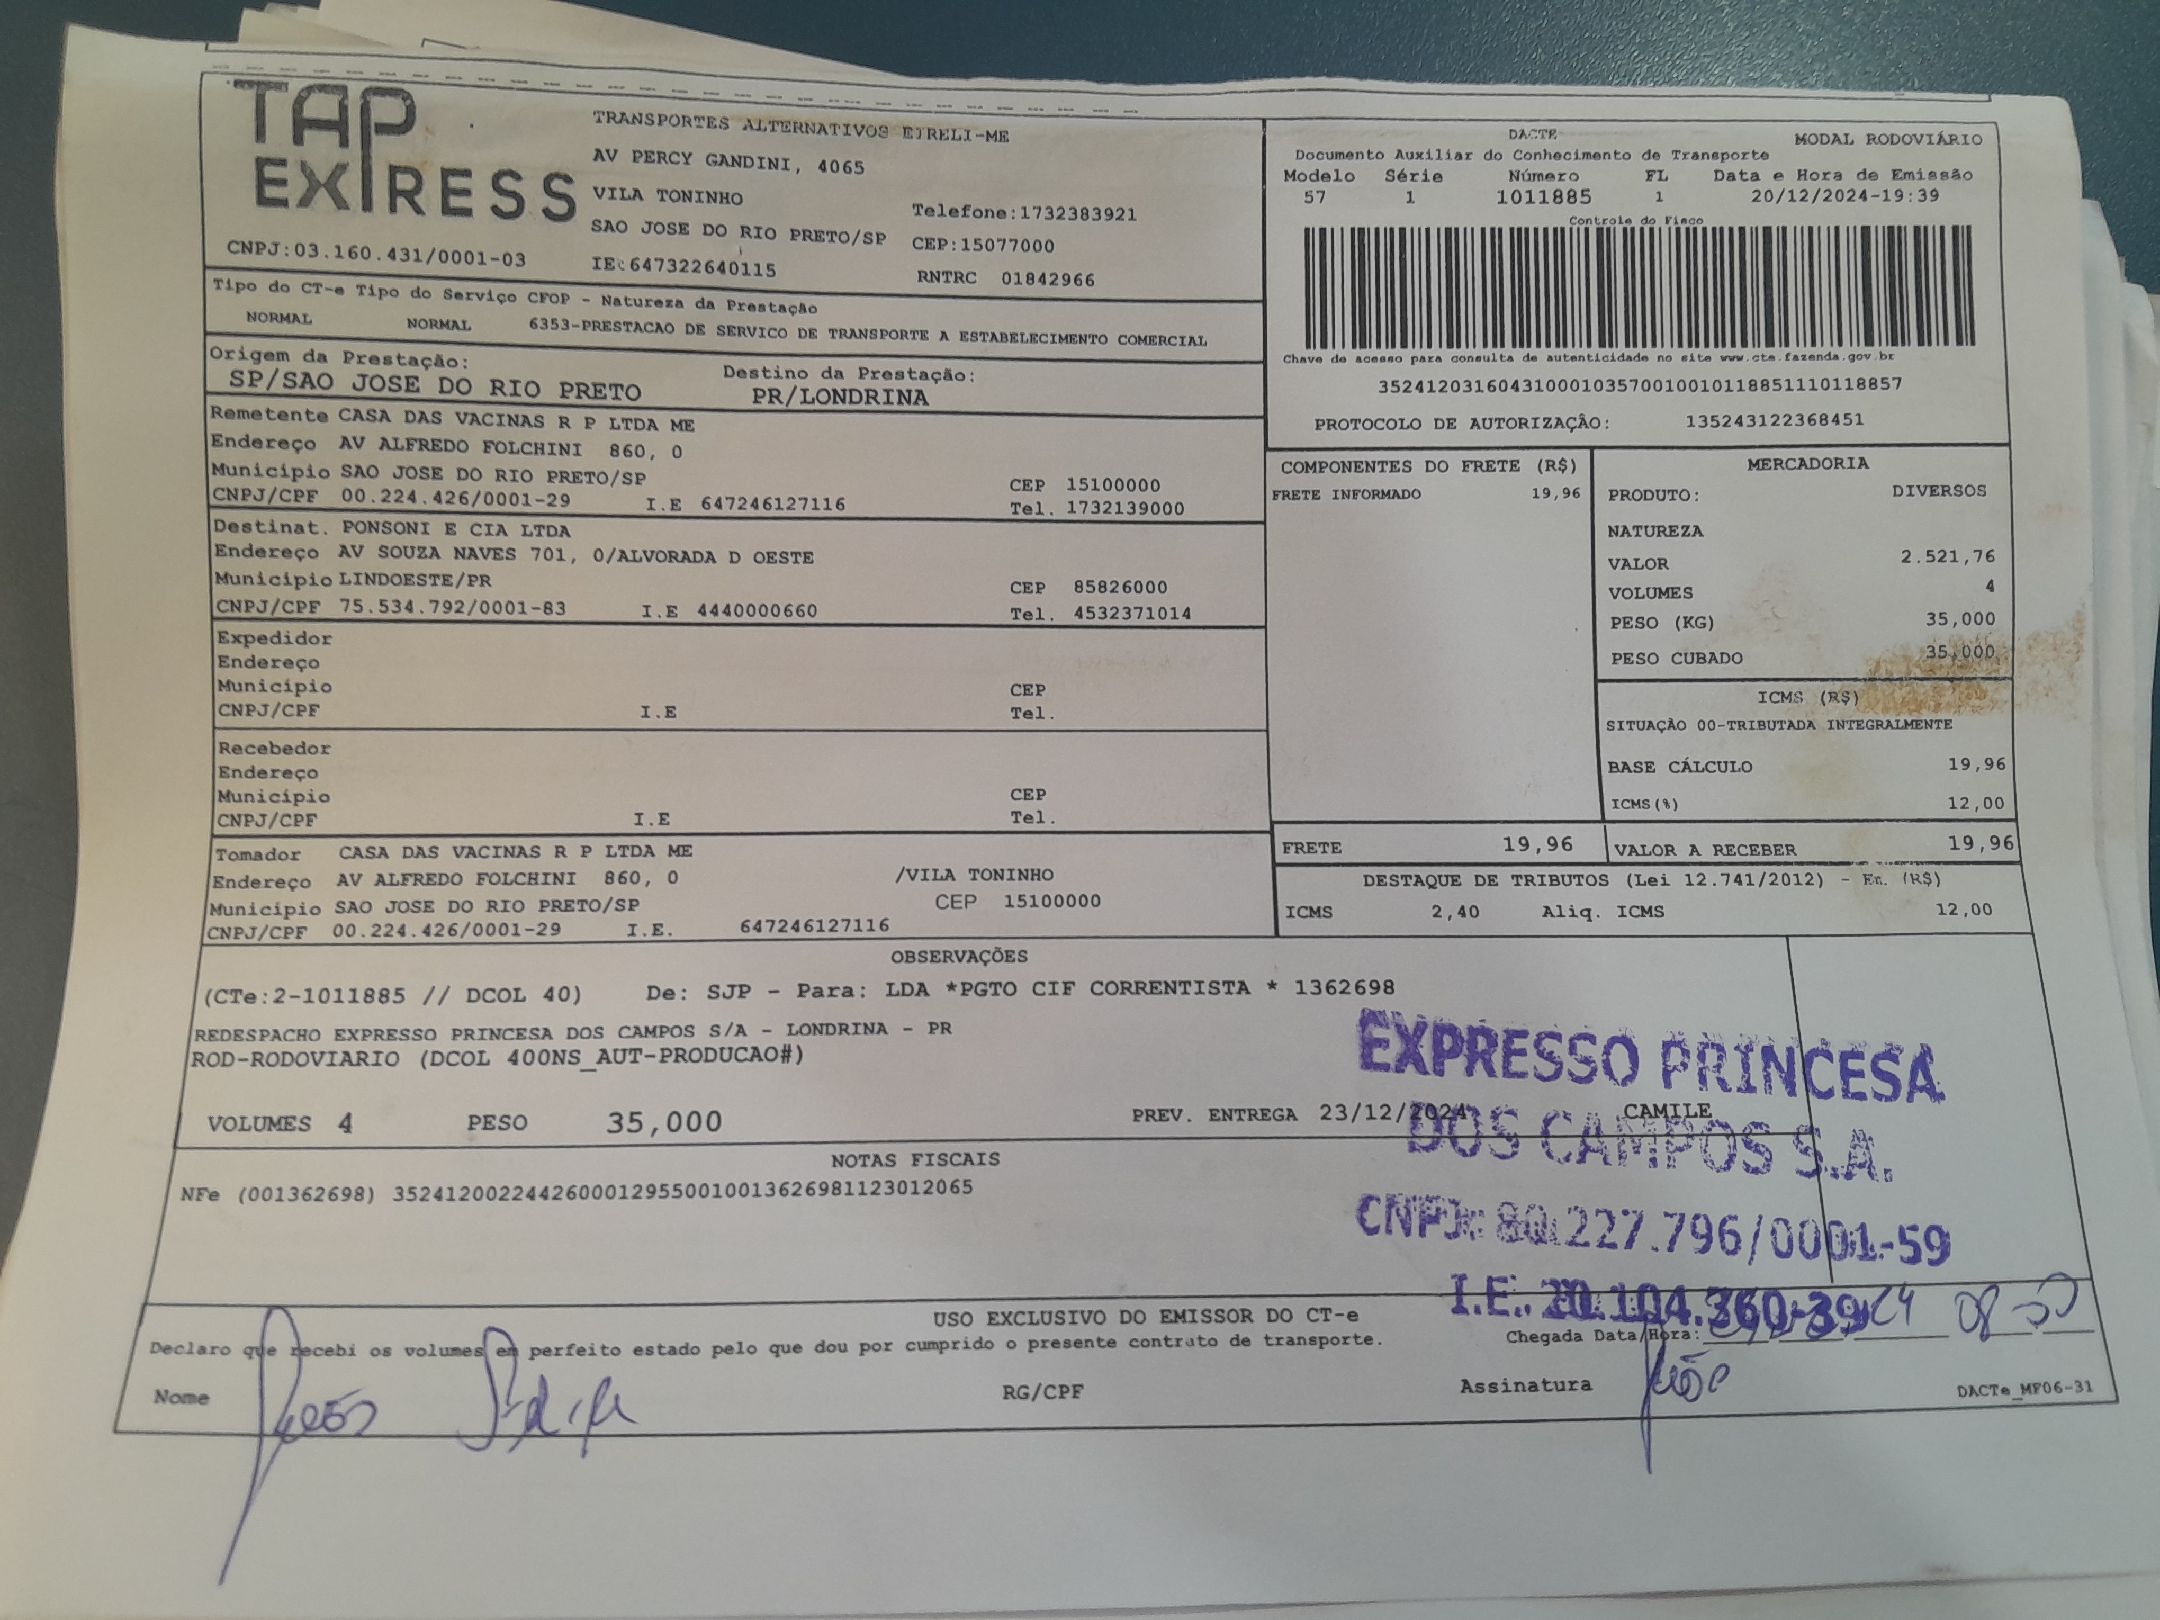 TAP EXPRESS
TRANSPORTES ALTERNATIVOS EIRELI-ME
AV PERCY GANDINI, 4065
VILA TONINHO
Telefone:1732383921
SAO JOSE DO RIO PRETO/SP CEP:15077000
CNPJ:03.160.431/0001-03 IE:647322640115 RNTRC 01842966
DACTE MODAL RODOVIÁRIO
Documento Auxiliar do Conhecimento de Transporte
Modelo Série Número FL Data e Hora de Emissão
57 1 1011885 1 20/12/2024-19:39
Controle do Fisco
Chave de acesso para consulta de autenticidade no site www.cte.fazenda.gov.br
35241203160431000103570010010118851110118857
PROTOCOLO DE AUTORIZAÇÃO: 135243122368451
Tipo do CT-e Tipo do Serviço CFOP - Natureza da Prestação
NORMAL NORMAL 6353-PRESTACAO DE SERVICO DE TRANSPORTE A ESTABELECIMENTO COMERCIAL
Origem da Prestação: Destino da Prestação:
SP/SAO JOSE DO RIO PRETO PR/LONDRINA
Remetente CASA DAS VACINAS R P LTDA ME
Endereço AV ALFREDO FOLCHINI 860, 0
Município SAO JOSE DO RIO PRETO/SP CEP 15100000
CNPJ/CPF 00.224.426/0001-29 I.E 647246127116 Tel. 1732139000
Destinat. PONSONI E CIA LTDA
Endereço AV SOUZA NAVES 701, 0/ALVORADA D OESTE
Município LINDOESTE/PR CEP 85826000
CNPJ/CPF 75.534.792/0001-83 I.E 4440000660 Tel. 4532371014
Expedidor
Endereço
Município CEP
CNPJ/CPF I.E Tel.
Recebedor
Endereço
Município CEP
CNPJ/CPF I.E Tel.
Tomador CASA DAS VACINAS R P LTDA ME
Endereço AV ALFREDO FOLCHINI 860, 0 /VILA TONINHO
Município SAO JOSE DO RIO PRETO/SP CEP 15100000
CNPJ/CPF 00.224.426/0001-29 I.E. 647246127116
COMPONENTES DO FRETE (R$)
FRETE INFORMADO 19,96
MERCADORIA
PRODUTO: DIVERSOS
NATUREZA
VALOR 2.521,76
VOLUMES 4
PESO (KG) 35,000
PESO CUBADO 35,000
ICMS (R$)
SITUAÇÃO 00-TRIBUTADA INTEGRALMENTE
BASE CÁLCULO 19,96
ICMS(%) 12,00
FRETE 19,96 VALOR A RECEBER 19,96
DESTAQUE DE TRIBUTOS (Lei 12.741/2012) - Em. (R$)
ICMS 2,40 Aliq. ICMS 12,00
OBSERVAÇÕES
(CTe:2-1011885 // DCOL 40) De: SJP - Para: LDA *PGTO CIF CORRENTISTA * 1362698
REDESPACHO EXPRESSO PRINCESA DOS CAMPOS S/A - LONDRINA - PR
ROD-RODOVIARIO (DCOL 400NS_AUT-PRODUCAO#)
VOLUMES 4 PESO 35,000 PREV. ENTREGA 23/12/2024 CAMILE
EXPRESSO PRINCESA
DOS CAMPOS S.A.
CNPJ: 80.227.796/0001-59
I.E. 20.104.360-39
NOTAS FISCAIS
NFe (001362698) 35241200224426000129550010013626981123012065
USO EXCLUSIVO DO EMISSOR DO CT-e
Declaro que recebi os volumes em perfeito estado pelo que dou por cumprido o presente contrato de transporte.
Chegada Data/Hora:
Nome RG/CPF Assinatura
DACTe_MF06-31